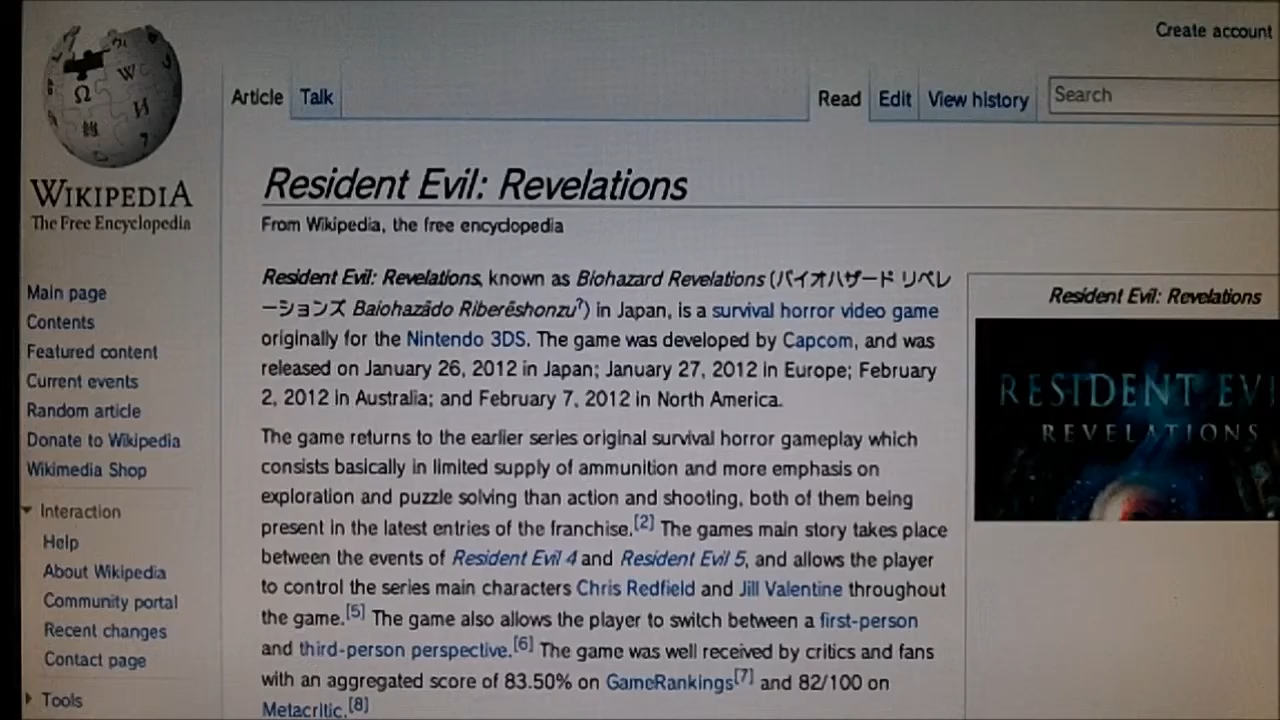 Create account
Article Talk Read Edit View history Search
WIKIPEDIA
The Free Encyclopedia
Resident Evil: Revelations
From Wikipedia, the free encyclopedia
Main page
Contents
Featured content
Current events
Random article
Donate to Wikipedia
Wikimedia Shop
Interaction
Help
About Wikipedia
Community portal
Recent changes
Contact page
Tools
Resident Evil: Revelations, known as Biohazard Revelations (バイオハザード リベレ
ーションズ Baiohazādo Riberēshonzu?) in Japan, is a survival horror video game
originally for the Nintendo 3DS. The game was developed by Capcom, and was
released on January 26, 2012 in Japan; January 27, 2012 in Europe; February
2, 2012 in Australia; and February 7, 2012 in North America.
The game returns to the earlier series original survival horror gameplay which
consists basically in limited supply of ammunition and more emphasis on
exploration and puzzle solving than action and shooting, both of them being
present in the latest entries of the franchise.[2] The games main story takes place
between the events of Resident Evil 4 and Resident Evil 5, and allows the player
to control the series main characters Chris Redfield and Jill Valentine throughout
the game.[5] The game also allows the player to switch between a first-person
and third-person perspective.[6] The game was well received by critics and fans
with an aggregated score of 83.50% on GameRankings[7] and 82/100 on
Metacritic.[8]
Resident Evil: Revelations
RESIDENT EVI
REVELATIONS